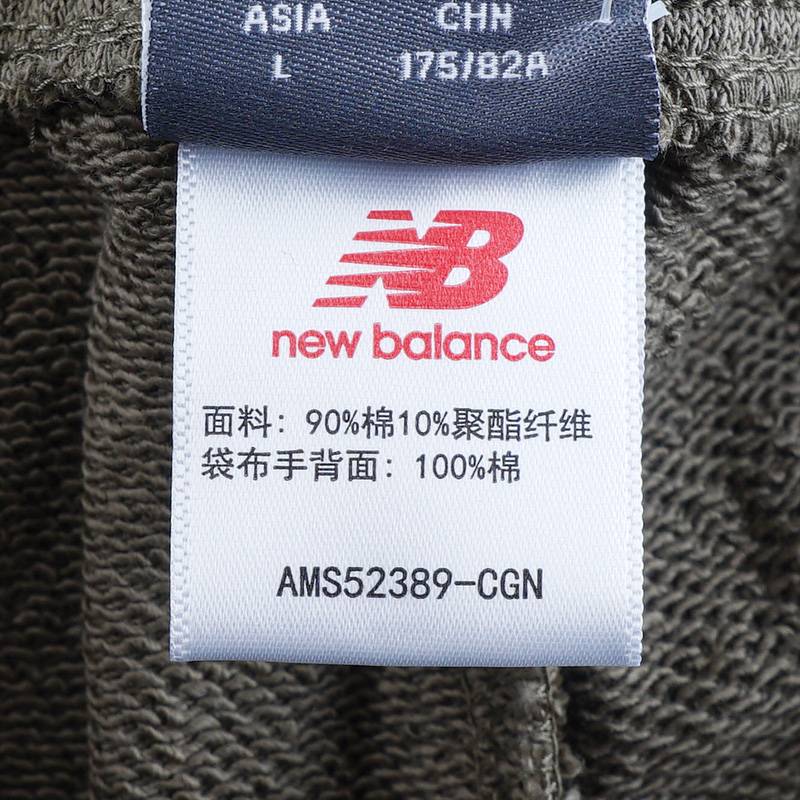 ASIA CHN
L 175/82A
NB
new balance
面料：90%棉10%聚酯纤维
袋布手背面：100%棉
AMS52389-CGN